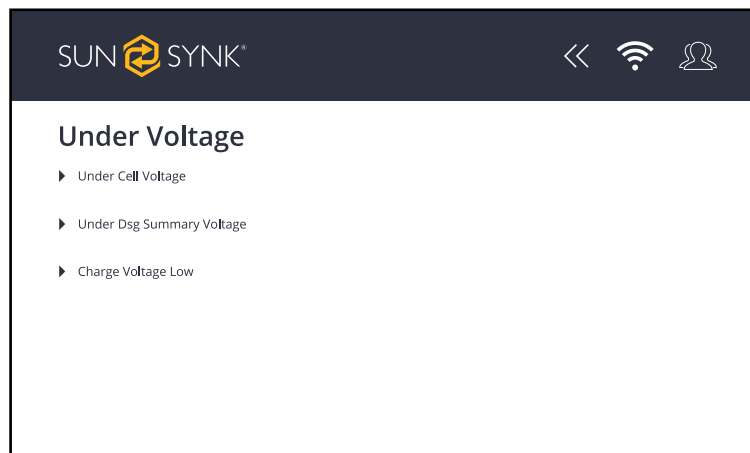 SUN SYNK®
Under Voltage
Under Cell Voltage
Under Dsg Summary Voltage
Charge Voltage Low